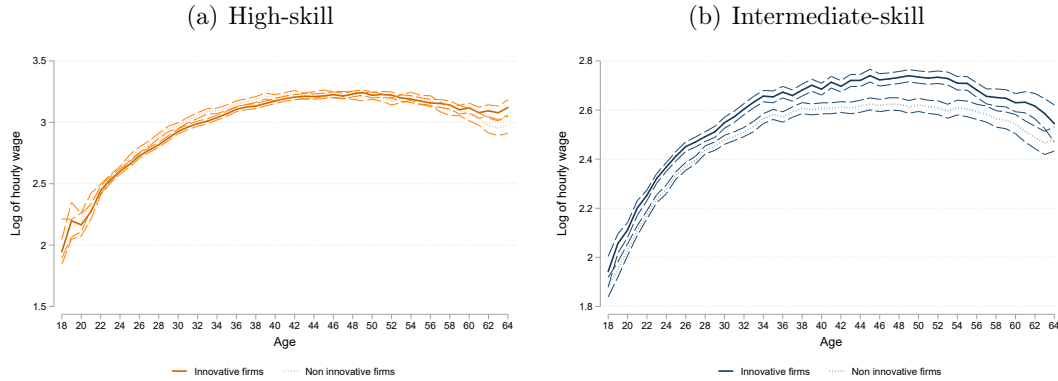 (a) High-skill
3.5
3
2.5
2
1.5
Log of hourly wage
18 20 22 24 26 28 30 32 34 36 38 40 42 44 46 48 50 52 54 56 58 60 62 64
Age
Innovative firms Non innovative firms
(b) Intermediate-skill
2.8
2.6
2.4
2.2
2
1.8
Log of hourly wage
18 20 22 24 26 28 30 32 34 36 38 40 42 44 46 48 50 52 54 56 58 60 62 64
Age
Innovative firms Non innovative firms